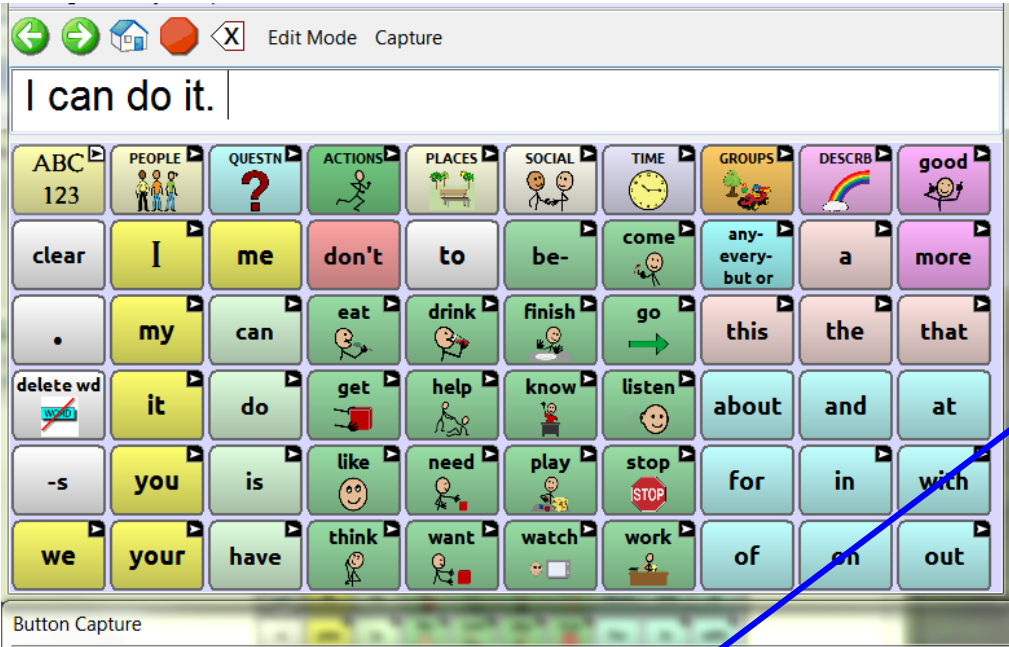 X Edit Mode Capture
I can do it.
ABC 123 PEOPLE QUESTN ACTIONS PLACES SOCIAL TIME GROUPS DESCRB good
clear I me don't to be- come any- every- but or a more
. my can eat drink finish go this the that
delete wd WORD it do get help know listen about and at
-s you is like need play stop STOP for in with
we your have think want watch work of on out
Button Capture